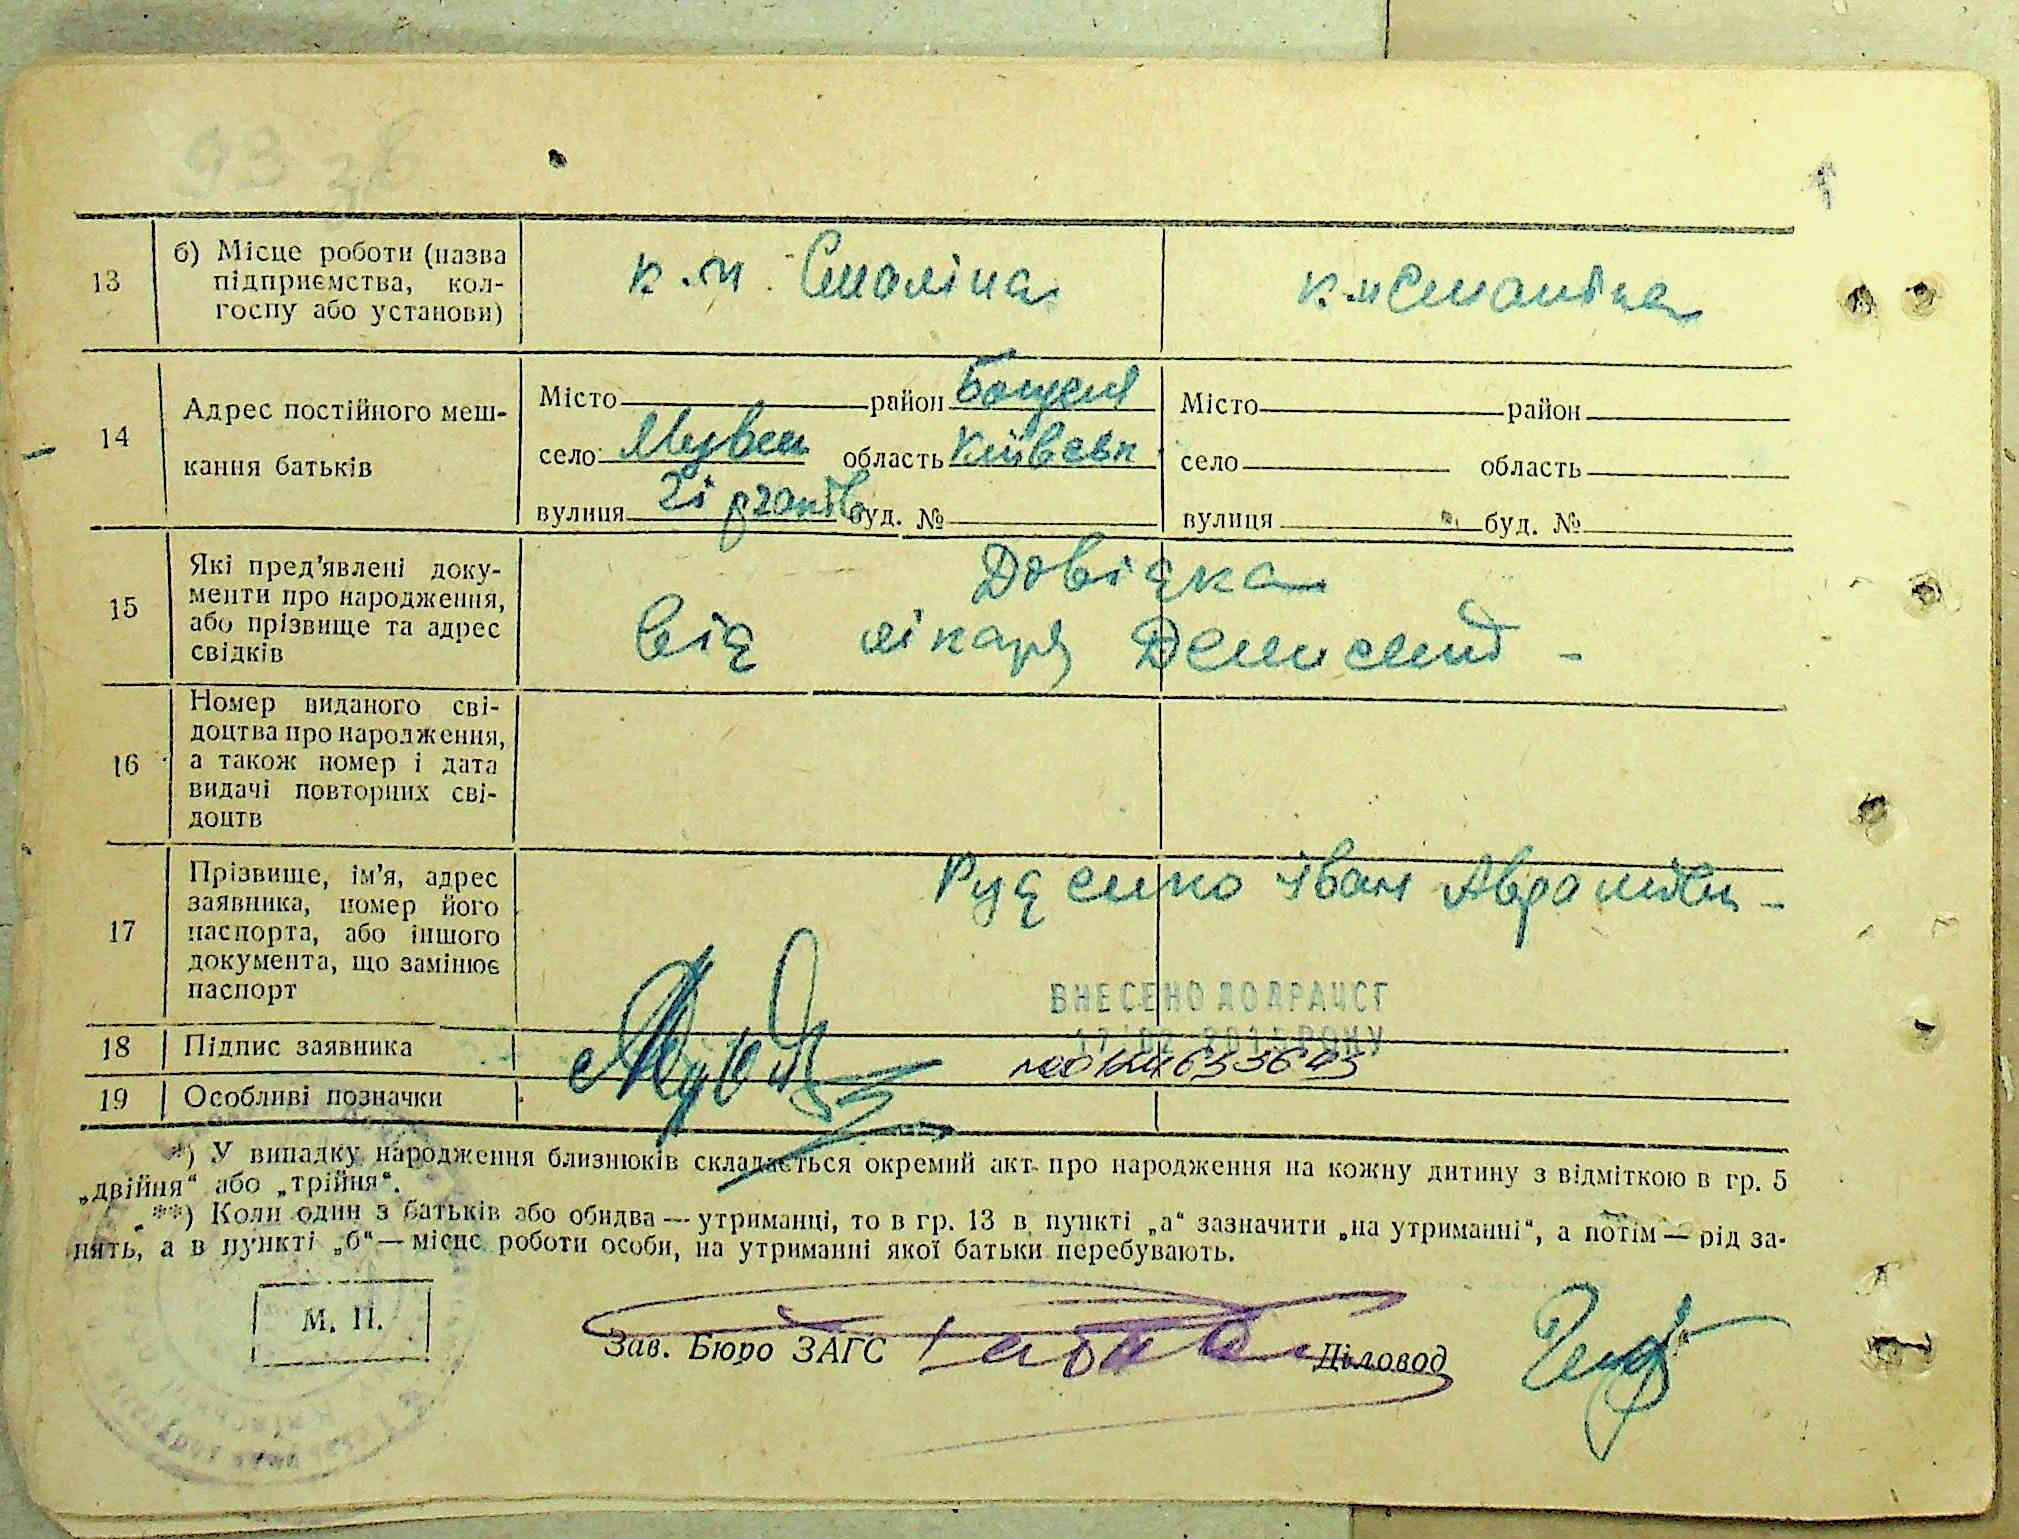 93 зв
13
б) Місце роботи (назва
підприємства, кол-
госпу або установи)
к.м Сталіна
к.м Сталіна
14
Адрес постійного меш-
кання батьків
Місто район
село область Київськ
вулиця буд. №
Місто район
село область
вулиця буд. №
15
Які пред'явлені доку-
менти про народження,
або прізвище та адрес
свідків
Довідка
від лікаря
16
Номер виданого сві-
доцтва про народження,
а також номер і дата
видачі повторних сві-
доцтв
17
Прізвище, ім'я, адрес
заявника, номер його
паспорта, або іншого
документа, що замінює
паспорт
Руденко Іван
ВНЕСЕНО ДО ДРАЦСГ
РОКУ
18
Підпис заявника
19
Особливі позначки
*) У випадку народження близнюків складається окремий акт про народження на кожну дитину з відміткою в гр. 5
„двійня“ або „трійня“.
**) Коли один з батьків або обидва — утриманці, то в гр. 13 в пункті „а“ зазначити „на утриманні“, а потім — рід за-
нять, а в пункті „б“ — місце роботи особи, на утриманні якої батьки перебувають.
М. П.
Зав. Бюро ЗАГС
Діловод